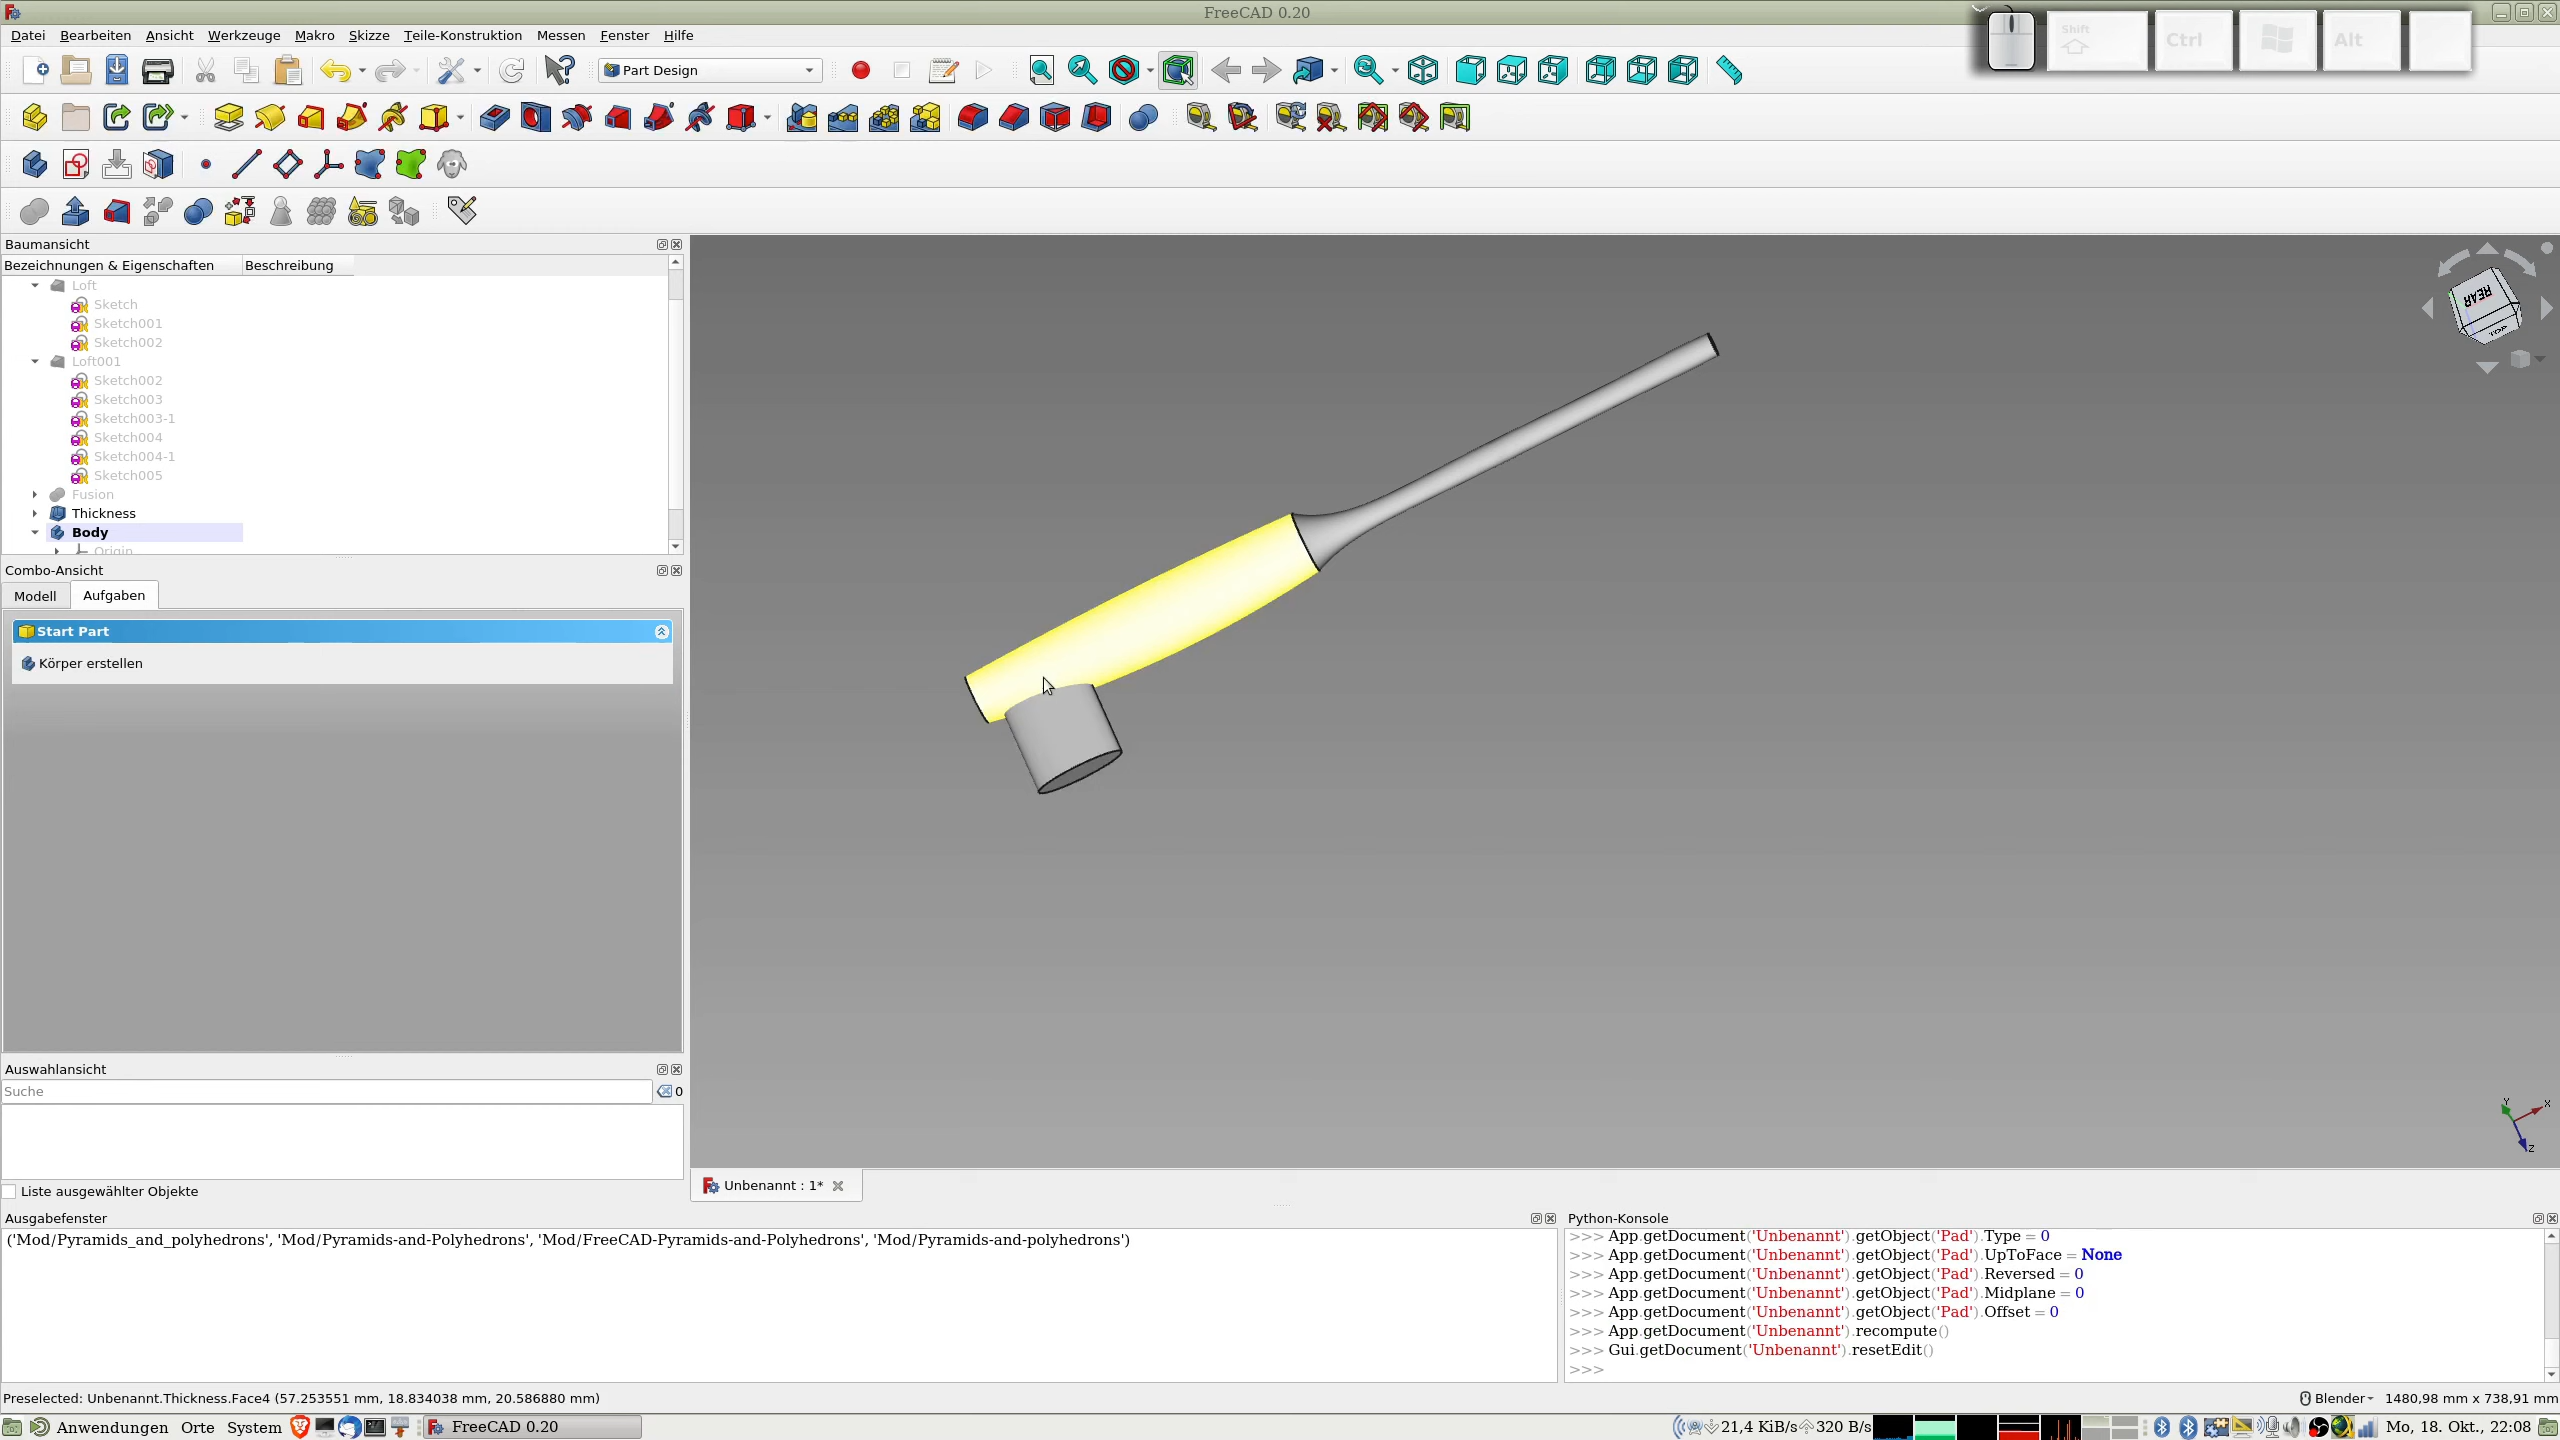 FreeCAD 0.20
Datei Bearbeiten Ansicht Werkzeuge Makro Skizze Teile-Konstruktion Messen Fenster Hilfe
Shift
Ctrl
Alt
Part Design
Baumansicht
Bezeichnungen & Eigenschaften Beschreibung
Loft
Sketch
Sketch001
Sketch002
Loft001
Sketch002
Sketch003
Sketch003-1
Sketch004
Sketch004-1
Sketch005
Fusion
Thickness
Body
Origin
REAR
TOP
Combo-Ansicht
Modell Aufgaben
Start Part
Körper erstellen
Auswahlansicht
Suche
0
Liste ausgewählter Objekte
Y
X
Z
Unbenannt : 1*
Ausgabefenster
('Mod/Pyramids_and_polyhedrons', 'Mod/Pyramids-and-Polyhedrons', 'Mod/FreeCAD-Pyramids-and-Polyhedrons', 'Mod/Pyramids-and-polyhedrons')
Python-Konsole
>>> App.getDocument('Unbenannt').getObject('Pad').Type = 0
>>> App.getDocument('Unbenannt').getObject('Pad').UpToFace = None
>>> App.getDocument('Unbenannt').getObject('Pad').Reversed = 0
>>> App.getDocument('Unbenannt').getObject('Pad').Midplane = 0
>>> App.getDocument('Unbenannt').getObject('Pad').Offset = 0
>>> App.getDocument('Unbenannt').recompute()
>>> Gui.getDocument('Unbenannt').resetEdit()
>>>
Preselected: Unbenannt.Thickness.Face4 (57.253551 mm, 18.834038 mm, 20.586880 mm)
Blender 1480,98 mm x 738,91 mm
Anwendungen Orte System FreeCAD 0.20 21,4 KiB/s 320 B/s Mo, 18. Okt., 22:08